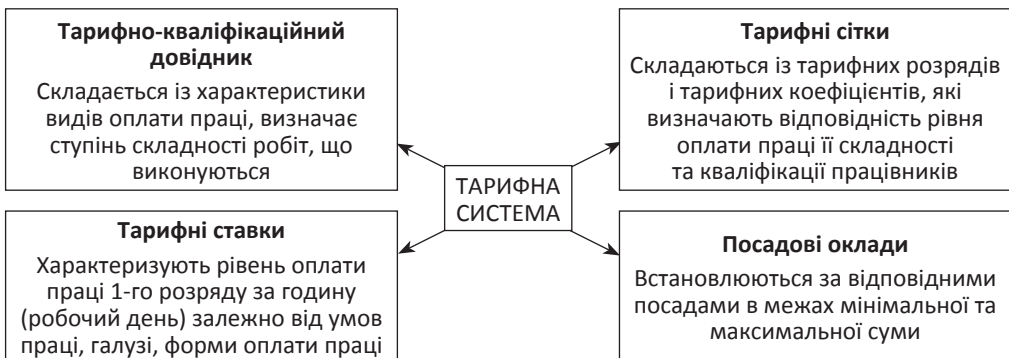 Тарифно-кваліфікаційний
довідник
Складається із характеристики
видів оплати праці, визначає
ступінь складності робіт, що
виконуються
Тарифні сітки
Складаються із тарифних розрядів
і тарифних коефіцієнтів, які
визначають відповідність рівня
оплати праці її складності
та кваліфікації працівників
ТАРИФНА
СИСТЕМА
Тарифні ставки
Характеризують рівень оплати
праці 1-го розряду за годину
(робочий день) залежно від умов
праці, галузі, форми оплати праці
Посадові оклади
Встановлюються за відповідними
посадами в межах мінімальної та
максимальної суми